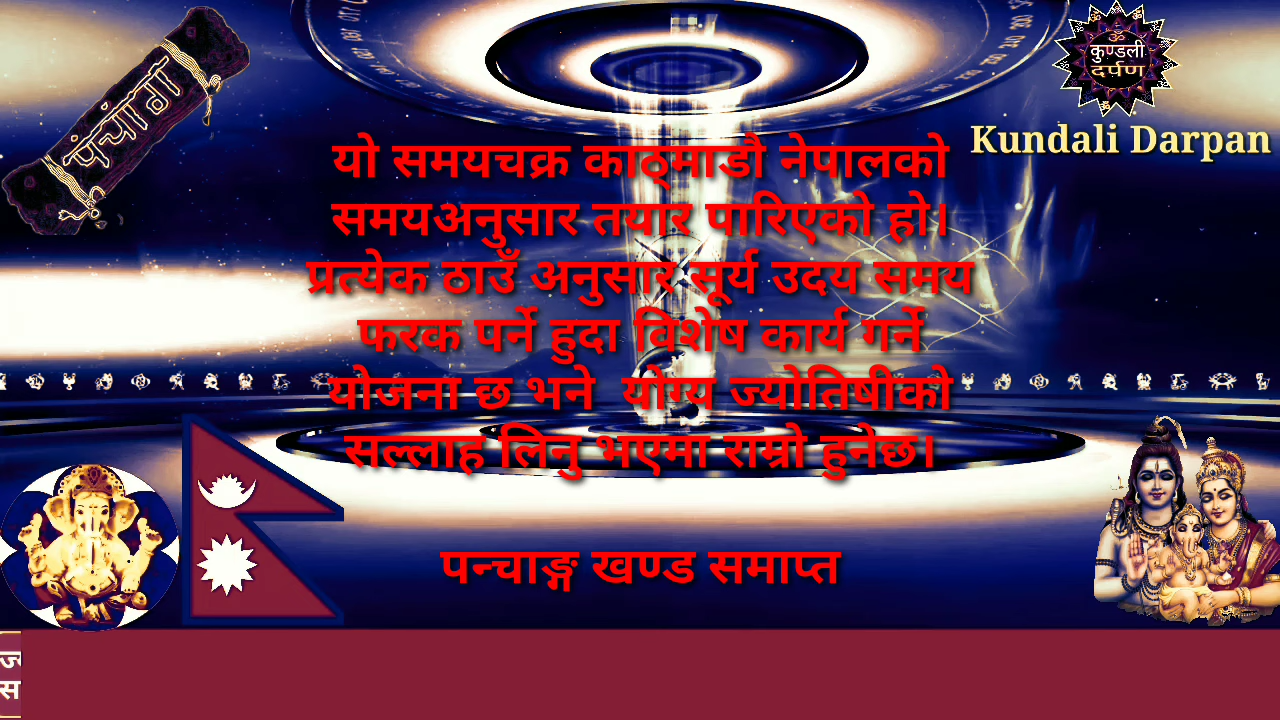 पंचांग
ॐ
कुण्डली
दर्पण
Kundali Darpan
यो समयचक्र काठ्माडौ नेपालको
समयअनुसार तयार पारिएको हो।
प्रत्येक ठाउँ अनुसार सूर्य उदय समय
फरक पर्ने हुदा विशेष कार्य गर्ने
योजना छ भने योग्य ज्योतिषीको
सल्लाह लिनु भएमा राम्रो हुनेछ।
पन्चाङ्ग खण्ड समाप्त